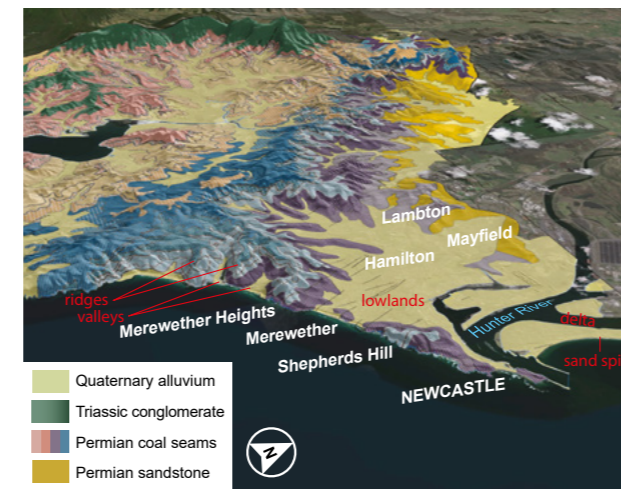 Lambton
Mayfield
Hamilton
ridges
lowlands
valleys
Hunter River
delta
Merewether Heights
Merewether
sand spi
Shepherds Hill
NEWCASTLE
Quaternary alluvium
Triassic conglomerate
Permian coal seams
Permian sandstone
N